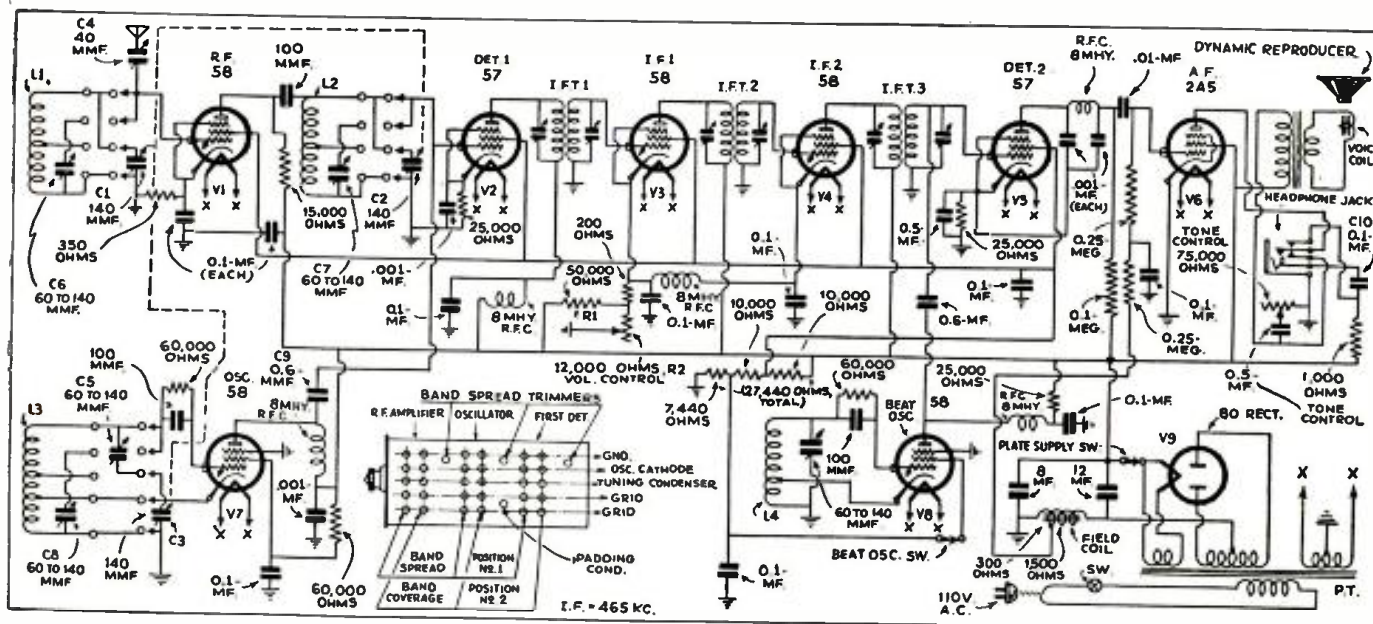 C4
40
MMF.
L1
R.F.
58
100
MMF.
L2
DET.1
57
I.F.T.1
I.F.1
58
I.F.T.2
I.F.2
58
I.F.T.3
DET.2
57
R.F.C.
8MHY.
.01-MF
A.F.
2A5
DYNAMIC REPRODUCER
VOICE
COIL
C1
140
MMF.
350
OHMS
C6
60 TO 140
MMF.
V1
X X
0.1-MF.
(EACH)
15,000
OHMS
C7
60 TO 140
MMF
C2
140
MMF.
.001-
MF.
V2
X X
25,000
OHMS
V3
X X
200
OHMS
50,000
OHMS
R1
8 MHY
R.F.C
0.1-MF.
V4
X X
0.1-
MF.
10,000
OHMS
10,000
OHMS
0.5-
MF.
V5
X X
25,000
OHMS
.001-
MF.
(EACH)
0.25
MEG.
V6
X X
TONE
CONTROL
75,000
OHMS
HEADPHONE JACK
C10
0.1-
MF.
0.1
MF.
8 MHY
R.F.C
0.6-MF.
0.1-
MF.
0.1-
MEG.
0.1-
MF.
0.25-
MEG.
0.5-
MF.
1,000
OHMS
TONE
CONTROL
12,000 OHMS, R2
VOL. CONTROL
7,440
OHMS
(27,440 OHMS,
TOTAL)
60,000
OHMS
25,000
OHMS
R.F.C
8MHY
0.1-MF.
100
MMF
60,000
OHMS
C5
60 TO 140
MMF
L3
OSC.
58
C9
0.6
MMF.
8MHY.
R.F.C.
.001-
MF.
V7
X X
C8
60 TO 140
MMF
140
MMF
C3
0.1-
MF.
60,000
OHMS
BAND SPREAD TRIMMERS
R.F. AMPLIFIER
OSCILLATOR
FIRST DET
GND.
OSC. CATHODE
TUNING CONDENSER
GRID
GRID
BAND
SPREAD
BAND
COVERAGE
POSITION
Nº.1
POSITION
Nº 2
PADDING
COND.
I.F. = 465 KC.
L4
100
MMF
60 TO 140
MMF
BEAT
OSC.
58
V8
X X
BEAT OSC. SW.
0.1-
MF.
PLATE SUPPLY SW.
8
MF.
12
MF.
300
OHMS
1500
OHMS
FIELD
COIL
80 RECT.
V9
X X
SW.
110V
A.C.
P.T.